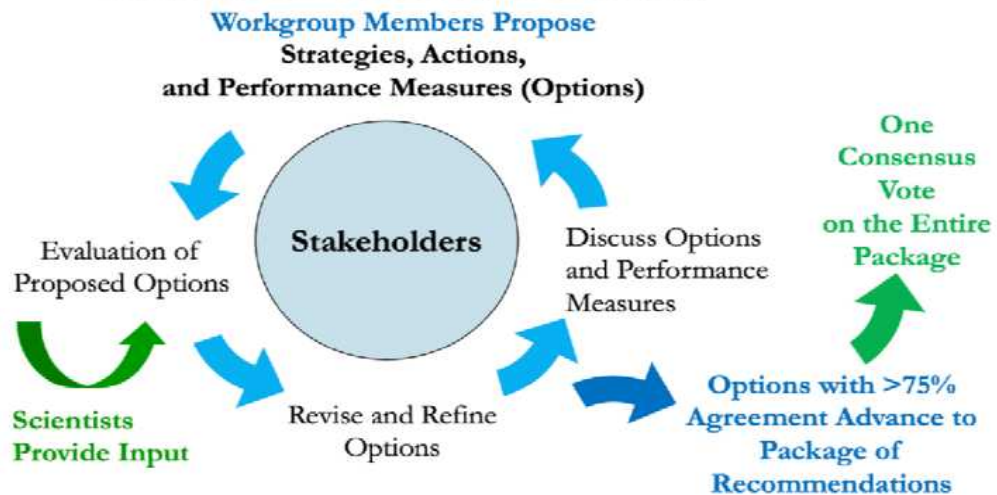 Workgroup Members Propose
Strategies, Actions,
and Performance Measures (Options)
Stakeholders
Evaluation of
Proposed Options
Scientists
Provide Input
Revise and Refine
Options
Discuss Options
and Performance
Measures
Options with >75%
Agreement Advance to
Package of
Recommendations
One
Consensus
Vote
on the Entire
Package